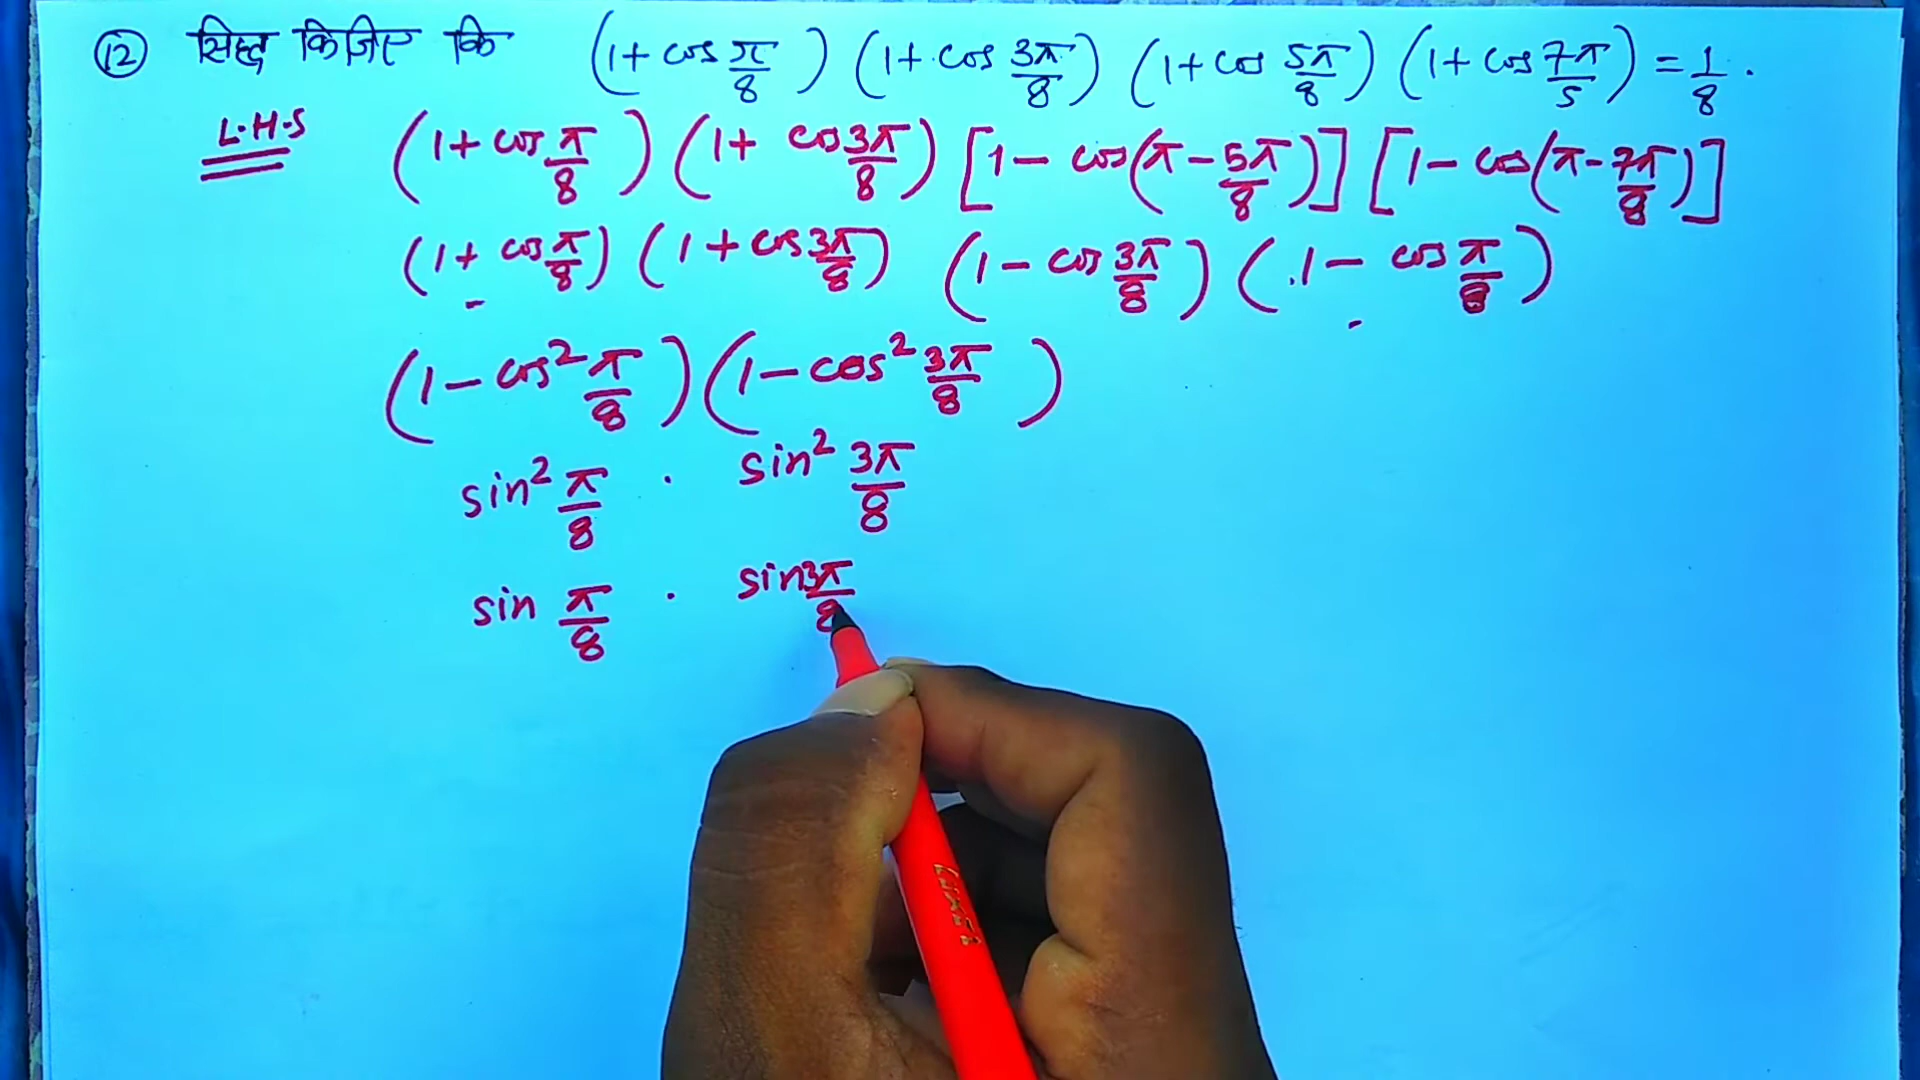 (12) सिद्ध किजिए कि (1+cos π/8) (1+cos 3π/8) (1+cos 5π/8) (1+cos 7π/5) = 1/8.
L.H.S (1+cos π/8) (1+ cos 3π/8) [1-cos(π-5π/8)] [1-cos(π-7π/8)]
(1+cos π/8) (1+cos 3π/8) (1-cos 3π/8) (.1-cos π/8)
(1-cos² π/8) (1-cos² 3π/8)
sin² π/8 . sin² 3π/8
sin π/8 . sin 3π/8